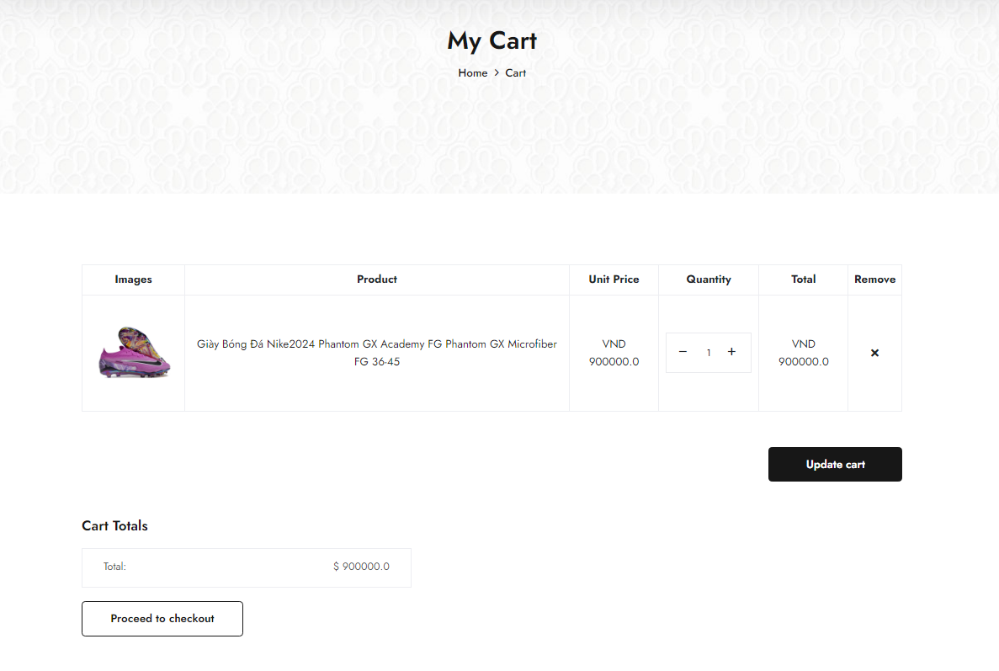 My Cart
Home > Cart
Images Product Unit Price Quantity Total Remove
Giày Bóng Đá Nike2024 Phantom GX Academy FG Phantom GX Microfiber
FG 36-45
VND
900000.0
− 1 +
VND
900000.0
×
Update cart
Cart Totals
Total: $ 900000.0
Proceed to checkout